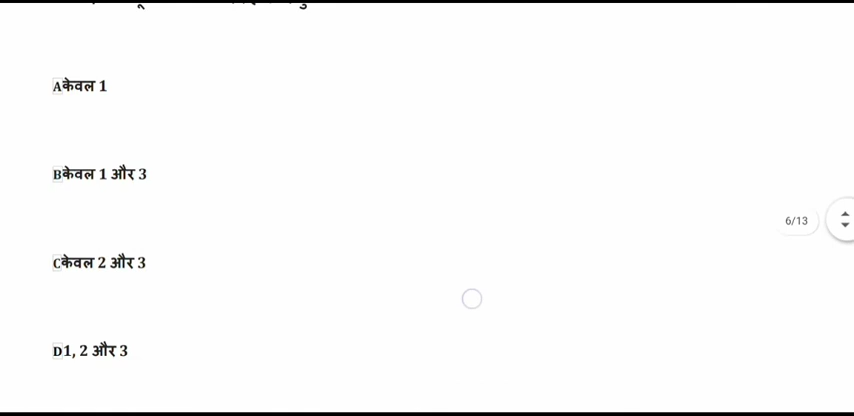 Aकेवल 1
Bकेवल 1 और 3
6/13
Cकेवल 2 और 3
D1, 2 और 3